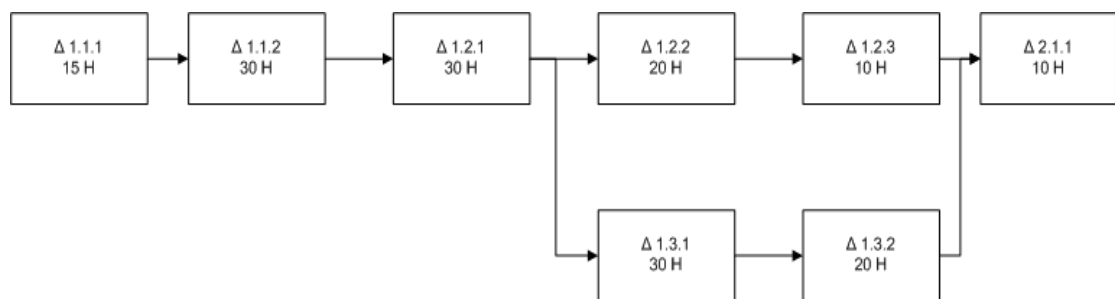 Δ 1.1.1
15 H
Δ 1.1.2
30 H
Δ 1.2.1
30 H
Δ 1.2.2
20 H
Δ 1.2.3
10 H
Δ 2.1.1
10 H
Δ 1.3.1
30 H
Δ 1.3.2
20 H